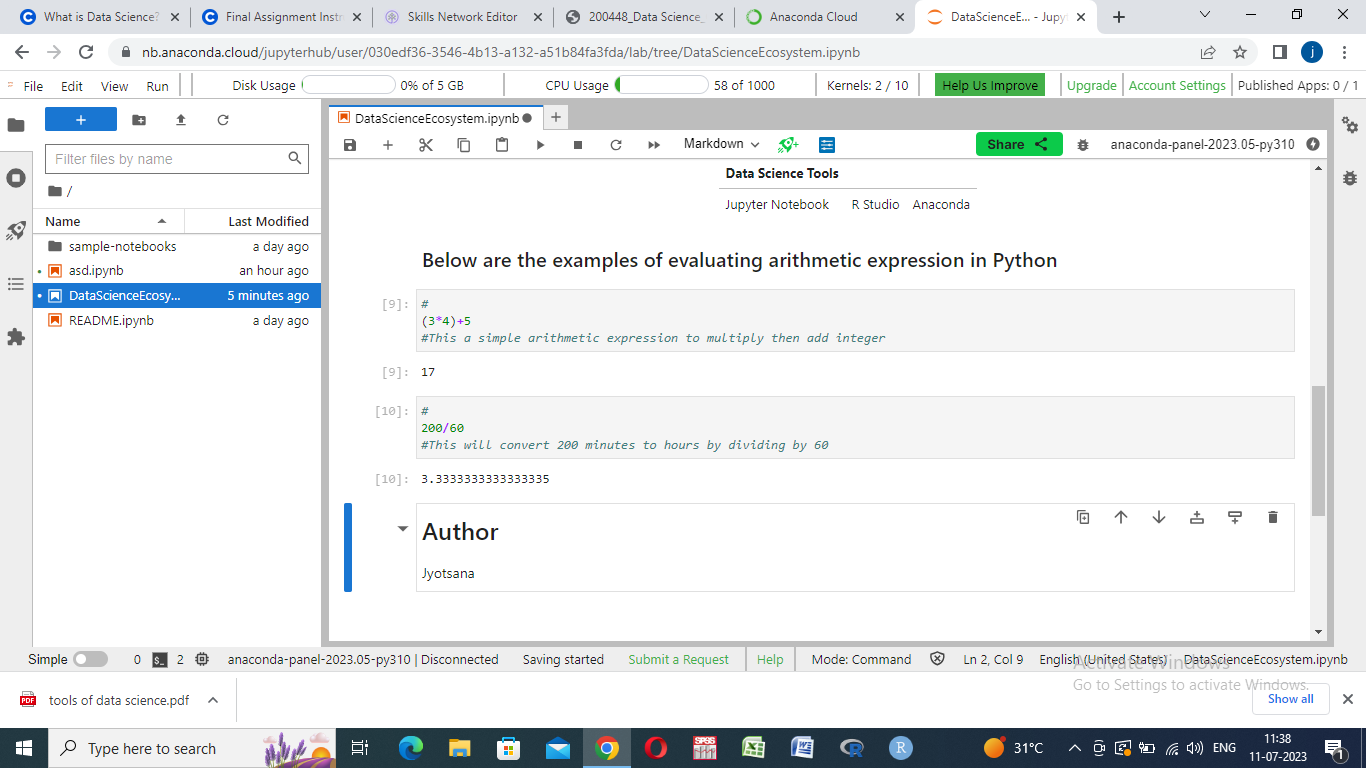 What is Data Science?
Final Assignment Instr
Skills Network Editor
200448_Data Science_
Anaconda Cloud
DataScienceE... - Jupyt
nb.anaconda.cloud/jupyterhub/user/030edf36-3546-4b13-a132-a51b84fa3fda/lab/tree/DataScienceEcosystem.ipynb
j
File Edit View Run
Disk Usage 0% of 5 GB
CPU Usage 58 of 1000
Kernels: 2 / 10
Help Us Improve
Upgrade
Account Settings
Published Apps: 0 / 1
DataScienceEcosystem.ipynb
Markdown
Share
anaconda-panel-2023.05-py310
Filter files by name
/
Name Last Modified
sample-notebooks a day ago
asd.ipynb an hour ago
DataScienceEcosy... 5 minutes ago
README.ipynb a day ago
Data Science Tools
Jupyter Notebook R Studio Anaconda
Below are the examples of evaluating arithmetic expression in Python
[9]: #
(3*4)+5
#This a simple arithmetic expression to multiply then add integer
[9]: 17
[10]: #
200/60
#This will convert 200 minutes to hours by dividing by 60
[10]: 3.3333333333333335
Author
Jyotsana
Simple 0 $_ 2 anaconda-panel-2023.05-py310 | Disconnected Saving started Submit a Request Help Mode: Command Ln 2, Col 9 English (United States) DataScienceEcosystem.ipynb
Activate Windows
Go to Settings to activate Windows.
PDF tools of data science.pdf
Show all
Type here to search
SPSS
R
31°C
ENG
11:38
11-07-2023
1